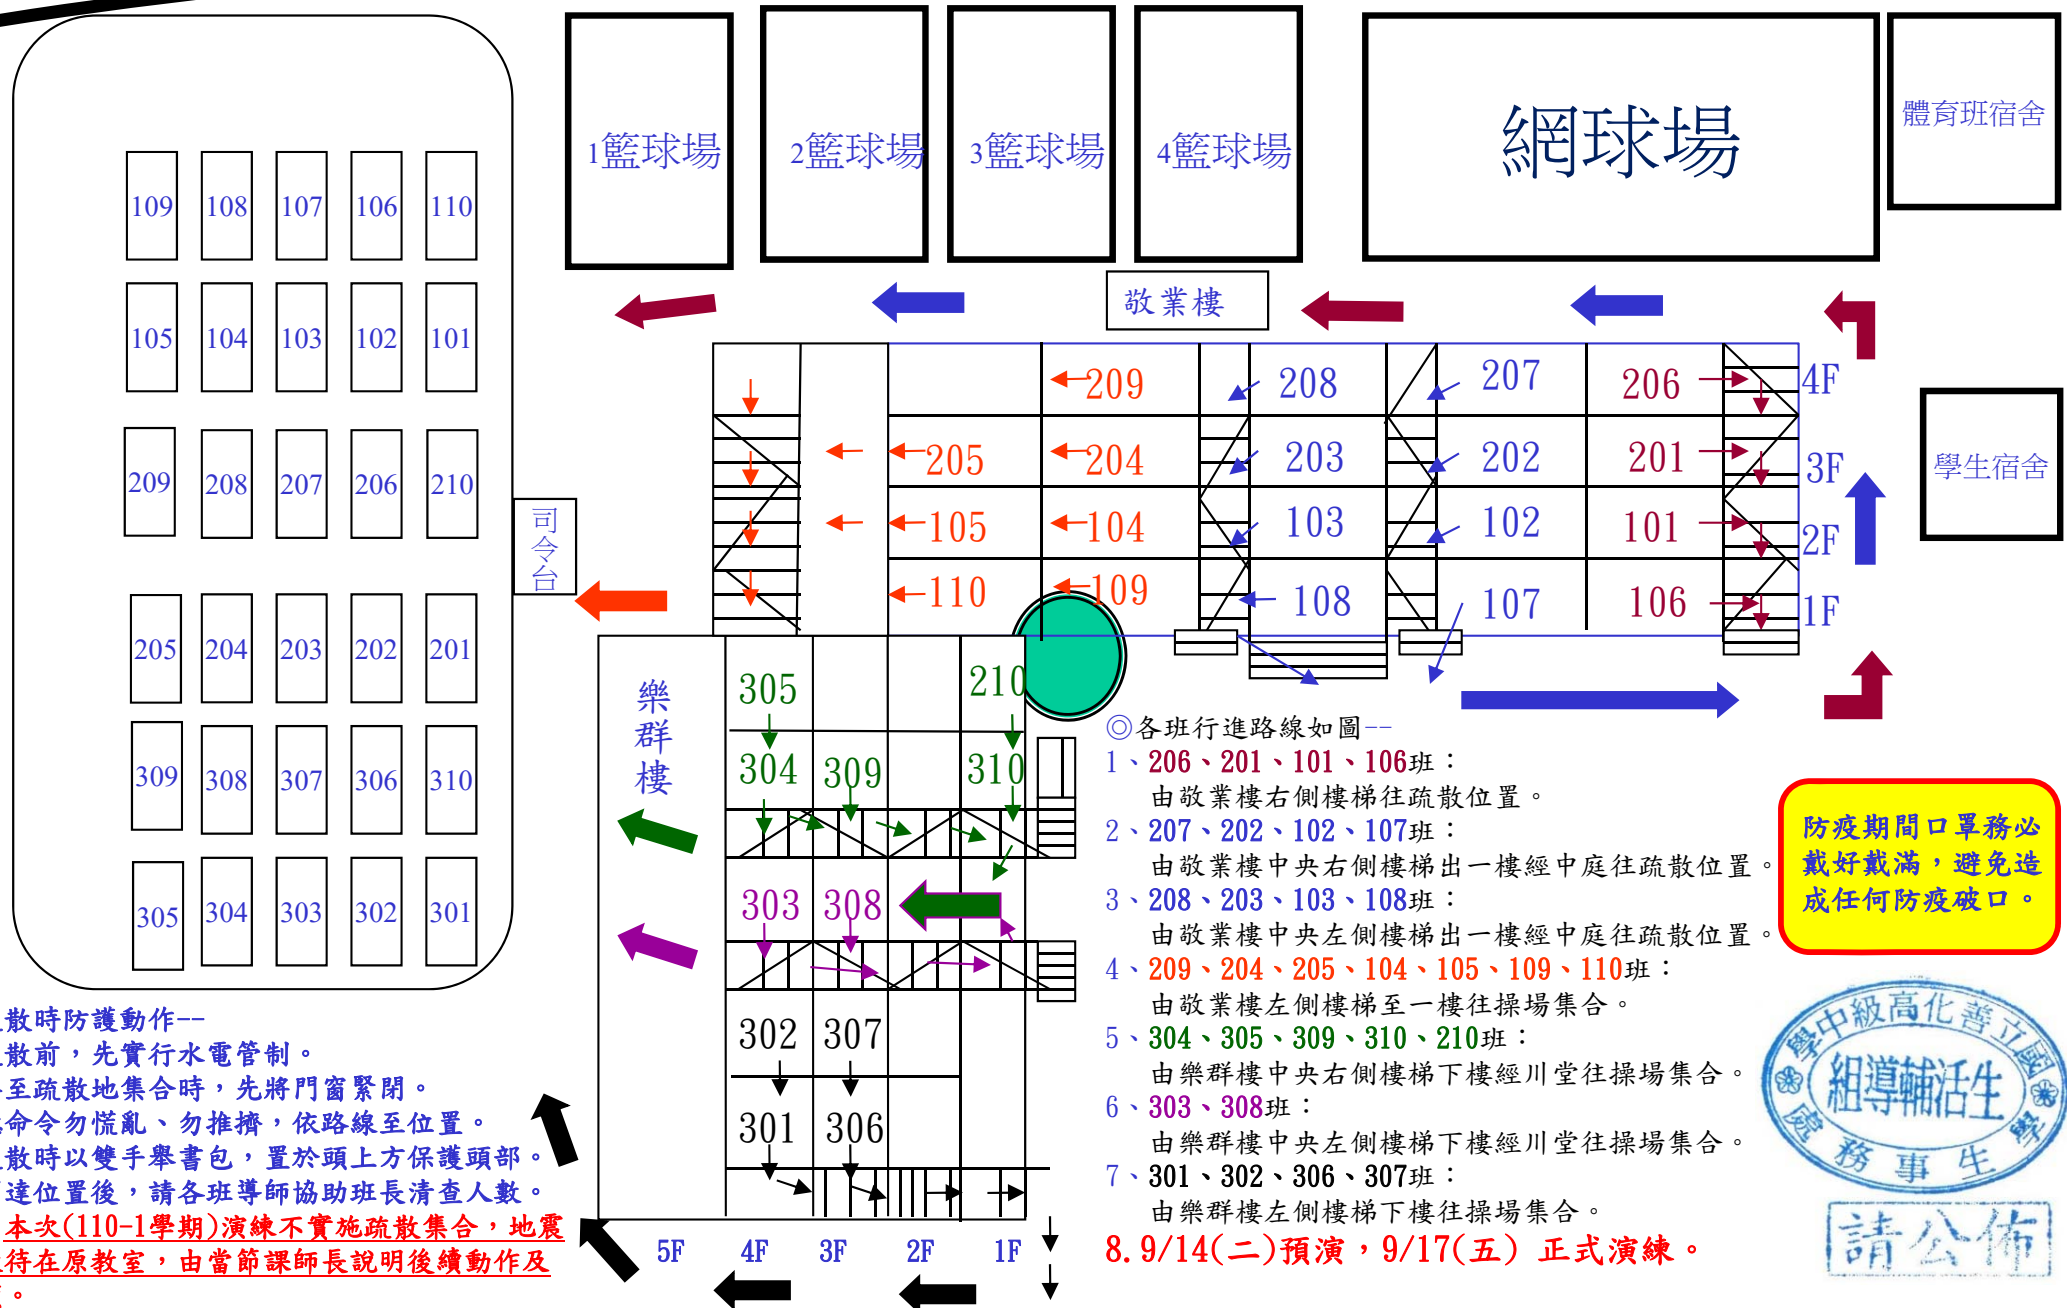 1籃球場
2籃球場
3籃球場
4籃球場
網球場
體育班宿舍
109 108 107 106 110
105 104 103 102 101
209 208 207 206 210
205 204 203 202 201
309 308 307 306 310
305 304 303 302 301
司令台
敬業樓
209 208 207 206 4F
205 204 203 202 201 3F
105 104 103 102 101 2F
110 109 108 107 106 1F
學生宿舍
樂群樓
305 210
304 309 310
303 308
302 307
301 306
5F 4F 3F 2F 1F
◎各班行進路線如圖--
1、206、201、101、106班：
由敬業樓右側樓梯往疏散位置。
2、207、202、102、107班：
由敬業樓中央右側樓梯出一樓經中庭往疏散位置。
3、208、203、103、108班：
由敬業樓中央左側樓梯出一樓經中庭往疏散位置。
4、209、204、205、104、105、109、110班：
由敬業樓左側樓梯至一樓往操場集合。
5、304、305、309、310、210班：
由樂群樓中央右側樓梯下樓經川堂往操場集合。
6、303、308班：
由樂群樓中央左側樓梯下樓經川堂往操場集合。
7、301、302、306、307班：
由樂群樓左側樓梯下樓往操場集合。
8.9/14(二)預演，9/17(五) 正式演練。
防疫期間口罩務必
戴好戴滿，避免造
成任何防疫破口。
國立善化高級中學
生活輔導組
學生事務處
請公佈
散時防護動作--
散前，先實行水電管制。
至疏散地集合時，先將門窗緊閉。
命令勿慌亂、勿推擠，依路線至位置。
散時以雙手舉書包，置於頭上方保護頭部。
達位置後，請各班導師協助班長清查人數。
本次(110-1學期)演練不實施疏散集合，地震
待在原教室，由當節課師長說明後續動作及
。